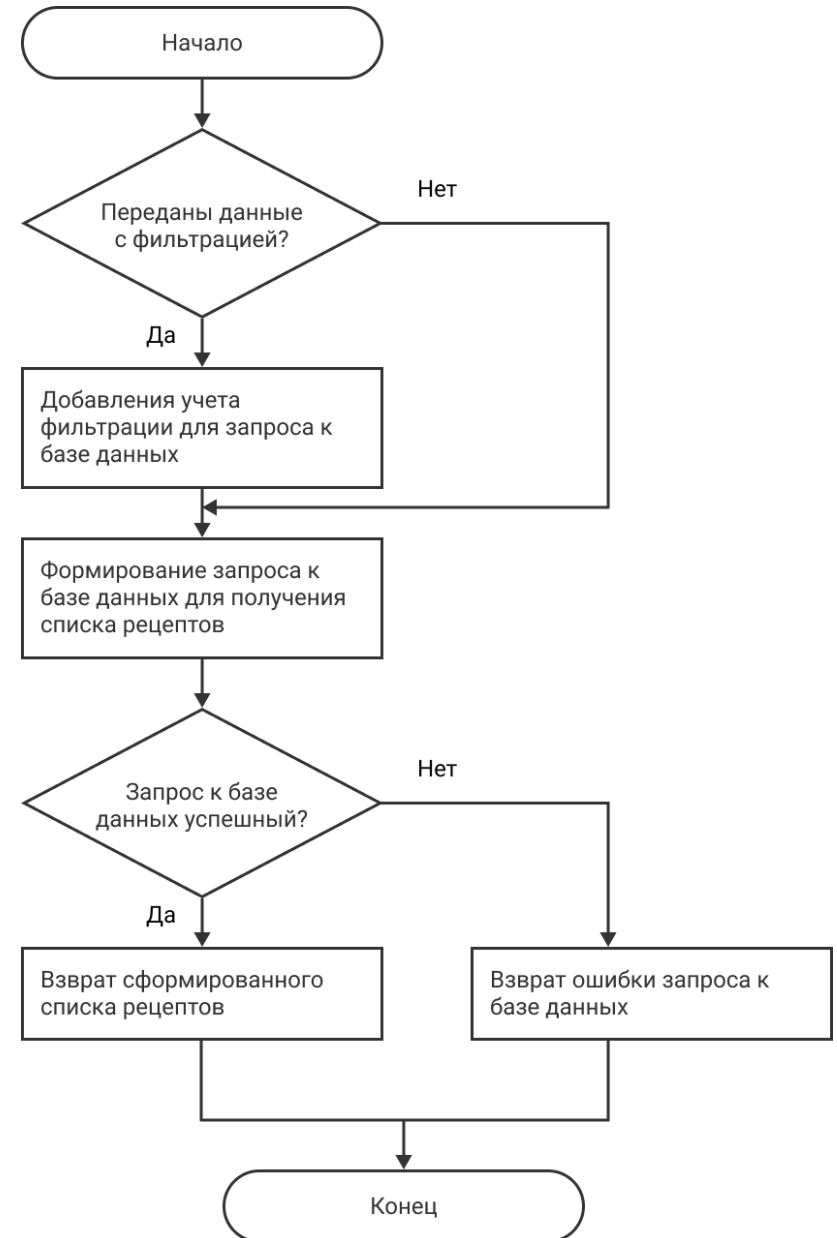 Начало
Переданы данные
с фильтрацией?
Нет
Да
Добавления учета
фильтрации для запроса к
базе данных
Формирование запроса к
базе данных для получения
списка рецептов
Запрос к базе
данных успешный?
Нет
Да
Взврат сформированного
списка рецептов
Взврат ошибки запроса к
базе данных
Конец